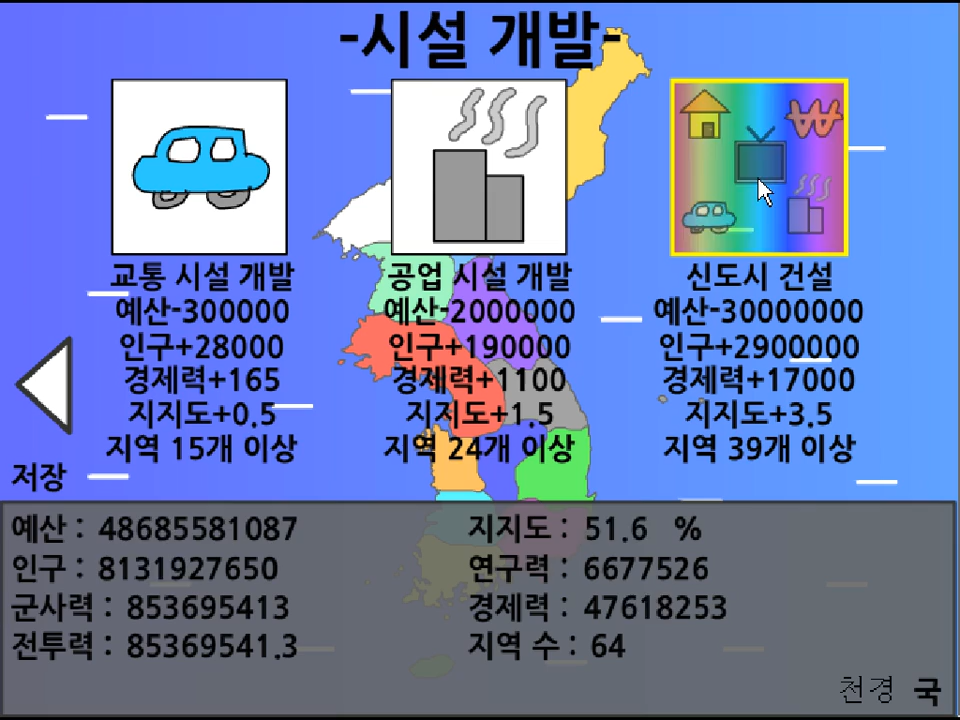 -시설 개발-
교통 시설 개발
예산-300000
인구+28000
경제력+165
지지도+0.5
지역 15개 이상
공업 시설 개발
예산-2000000
인구+190000
경제력+1100
지지도+1.5
지역 24개 이상
신도시 건설
예산-30000000
인구+2900000
경제력+17000
지지도+3.5
지역 39개 이상
저장
예산 : 48685581087
인구 : 8131927650
군사력 : 853695413
전투력 : 85369541.3
지지도 : 51.6 %
연구력 : 6677526
경제력 : 47618253
지역 수 : 64
천경 국